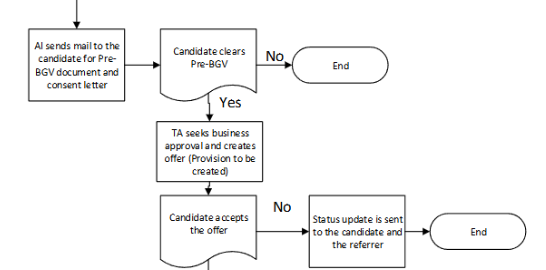 AI sends mail to the
candidate for Pre-
BGV document and
consent letter
Candidate clears
Pre-BGV
No
End
Yes
TA seeks business
approval and creates
offer (Provision to be
created)
Candidate accepts
the offer
No
Status update is sent
to the candidate and
the referrer
End